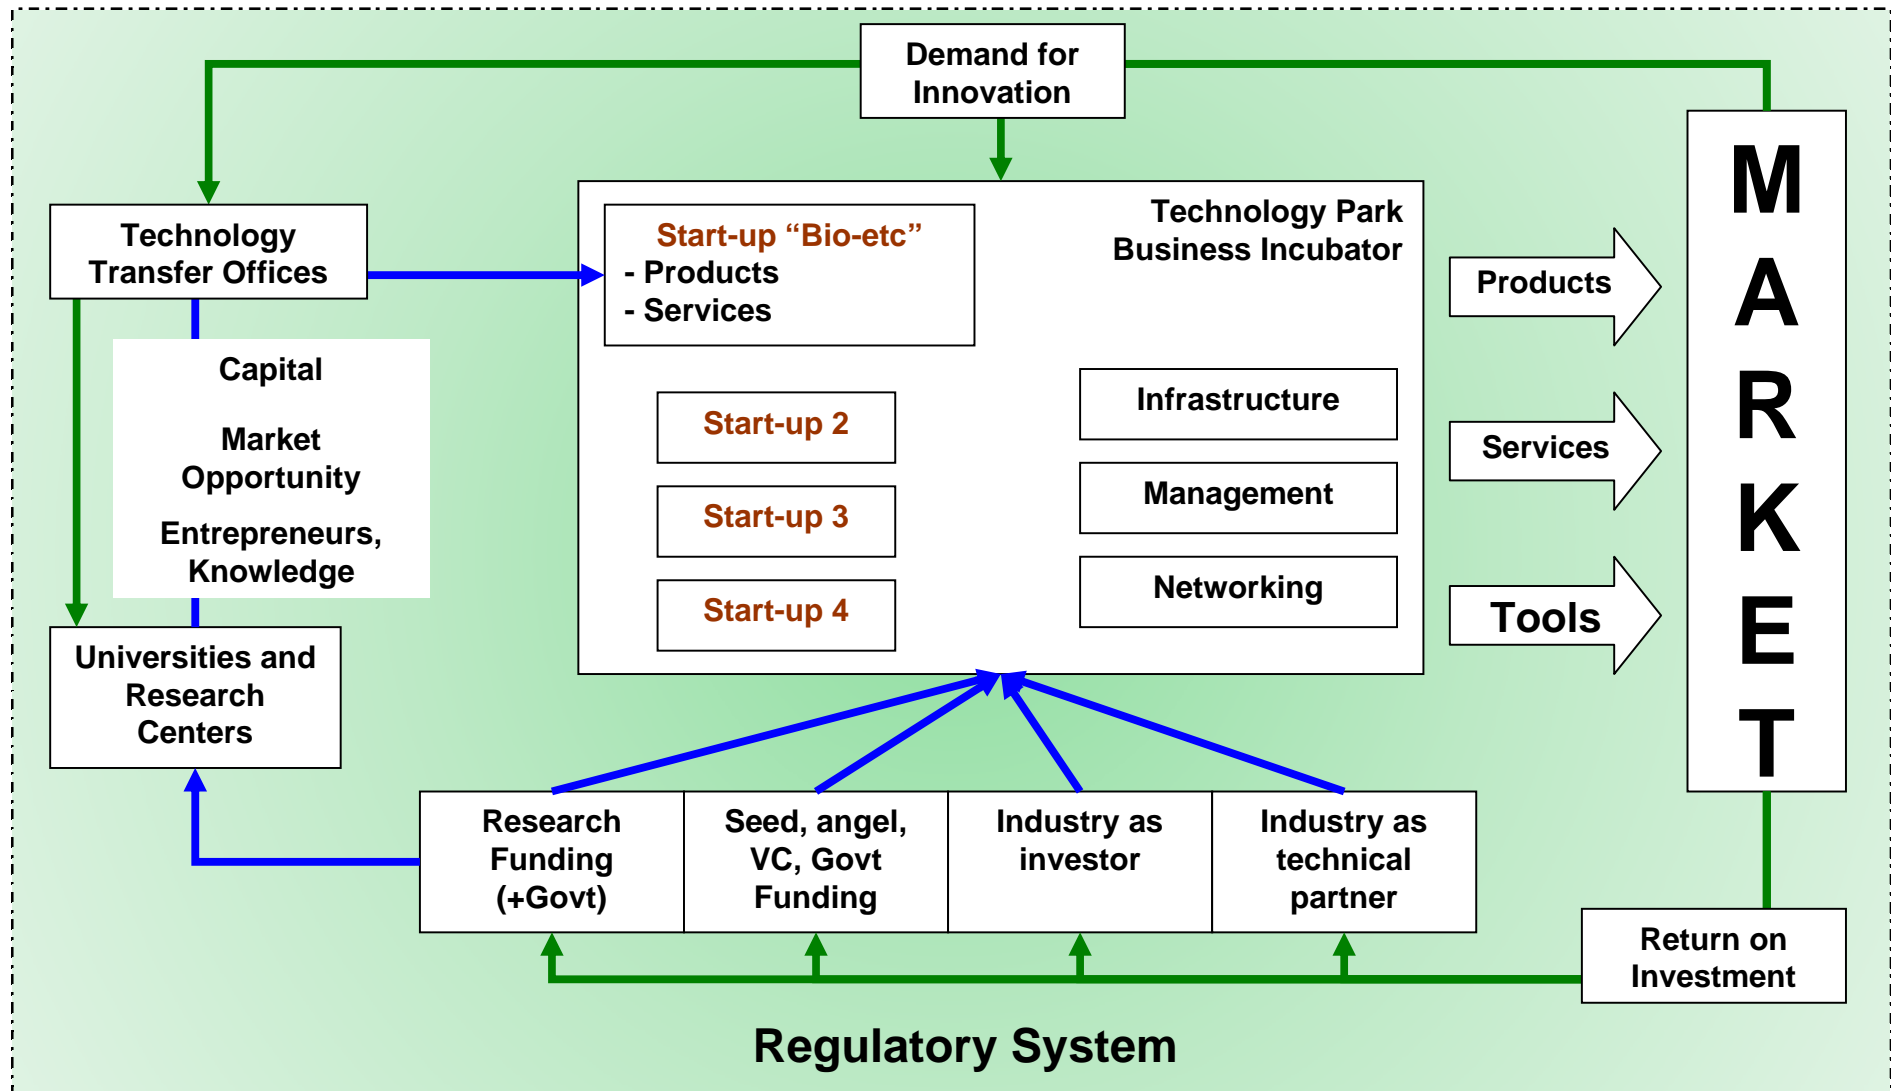 Demand for
Innovation
Technology
Transfer Offices
Start-up “Bio-etc”
- Products
- Services
Technology Park
Business Incubator
Products
Services
Tools
MARKET
Capital
Market
Opportunity
Entrepreneurs,
Knowledge
Start-up 2
Start-up 3
Start-up 4
Infrastructure
Management
Networking
Universities and
Research
Centers
Research
Funding
(+Govt)
Seed, angel,
VC, Govt
Funding
Industry as
investor
Industry as
technical
partner
Return on
Investment
Regulatory System